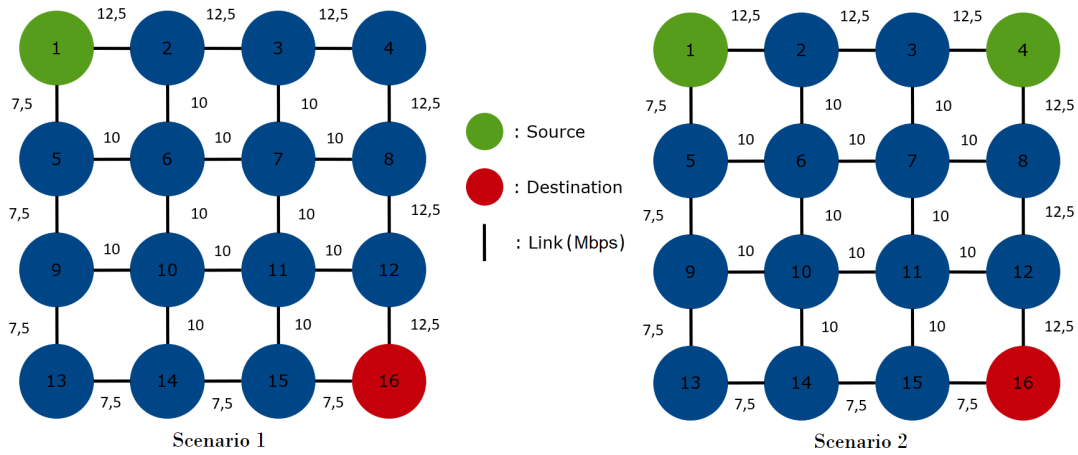 12,5 12,5 12,5
1 2 3 4
7,5 10 10 12,5
10 10 10
5 6 7 8
7,5 10 10 12,5
10 10 10
9 10 11 12
7,5 10 10 12,5
13 14 15 16
7,5 7,5 7,5
Scenario 1
: Source
: Destination
: Link (Mbps)
12,5 12,5 12,5
1 2 3 4
7,5 10 10 12,5
10 10 10
5 6 7 8
7,5 10 10 12,5
10 10 10
9 10 11 12
7,5 10 10 12,5
13 14 15 16
7,5 7,5 7,5
Scenario 2